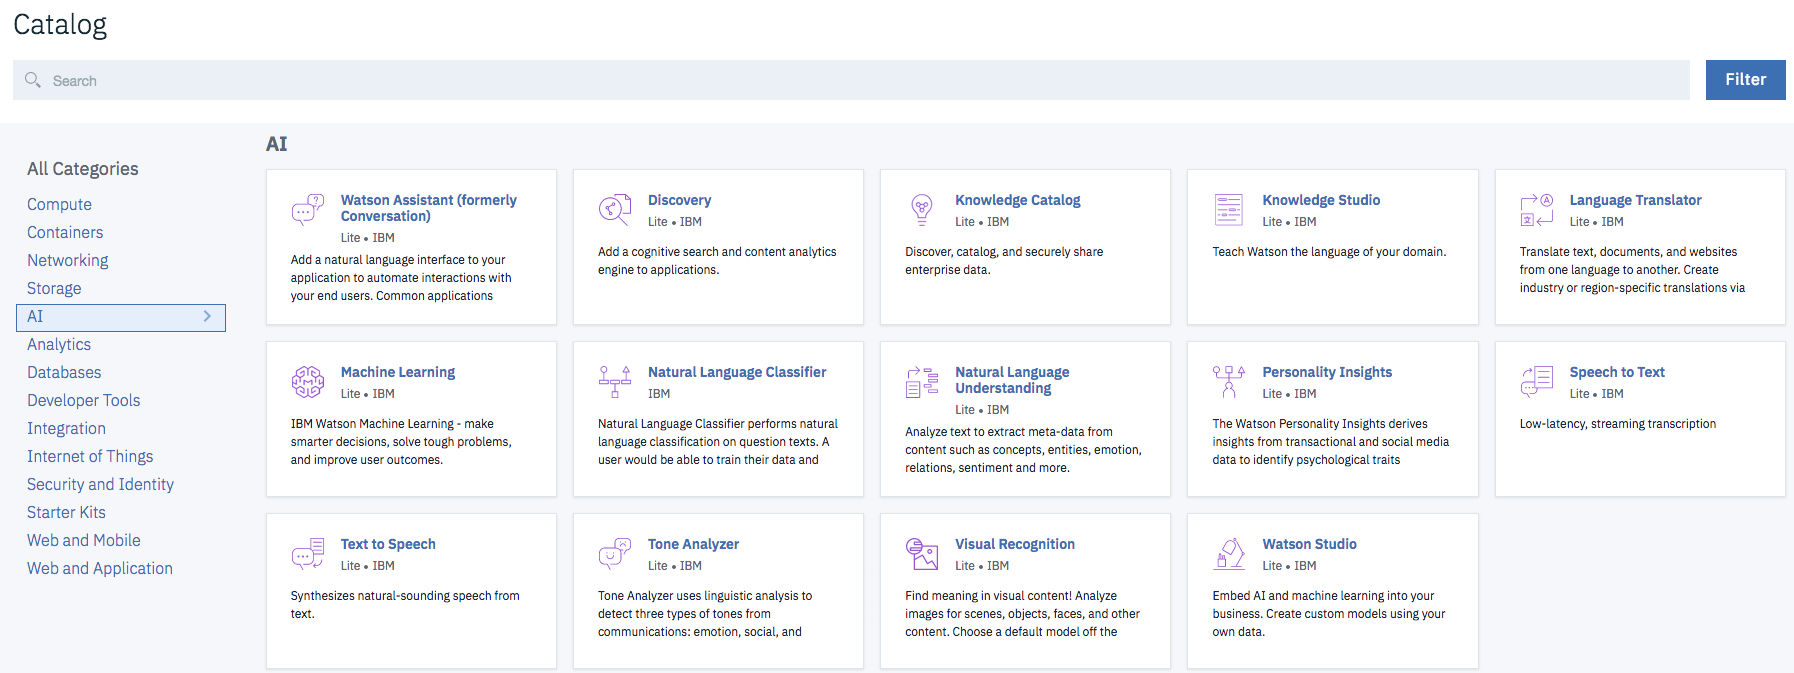 Catalog
Search
Filter
All Categories
Compute
Containers
Networking
Storage
AI
Analytics
Databases
Developer Tools
Integration
Internet of Things
Security and Identity
Starter Kits
Web and Mobile
Web and Application
AI
Watson Assistant (formerly
Conversation)
Lite • IBM
Add a natural language interface to your
application to automate interactions with
your end users. Common applications
Discovery
Lite • IBM
Add a cognitive search and content analytics
engine to applications.
Knowledge Catalog
Lite • IBM
Discover, catalog, and securely share
enterprise data.
Knowledge Studio
Lite • IBM
Teach Watson the language of your domain.
Language Translator
Lite • IBM
Translate text, documents, and websites
from one language to another. Create
industry or region-specific translations via
Machine Learning
Lite • IBM
IBM Watson Machine Learning - make
smarter decisions, solve tough problems,
and improve user outcomes.
Natural Language Classifier
IBM
Natural Language Classifier performs natural
language classification on question texts. A
user would be able to train their data and
Natural Language
Understanding
Lite • IBM
Analyze text to extract meta-data from
content such as concepts, entities, emotion,
relations, sentiment and more.
Personality Insights
Lite • IBM
The Watson Personality Insights derives
insights from transactional and social media
data to identify psychological traits
Speech to Text
Lite • IBM
Low-latency, streaming transcription
Text to Speech
Lite • IBM
Synthesizes natural-sounding speech from
text.
Tone Analyzer
Lite • IBM
Tone Analyzer uses linguistic analysis to
detect three types of tones from
communications: emotion, social, and
Visual Recognition
Lite • IBM
Find meaning in visual content! Analyze
images for scenes, objects, faces, and other
content. Choose a default model off the
Watson Studio
Lite • IBM
Embed AI and machine learning into your
business. Create custom models using your
own data.